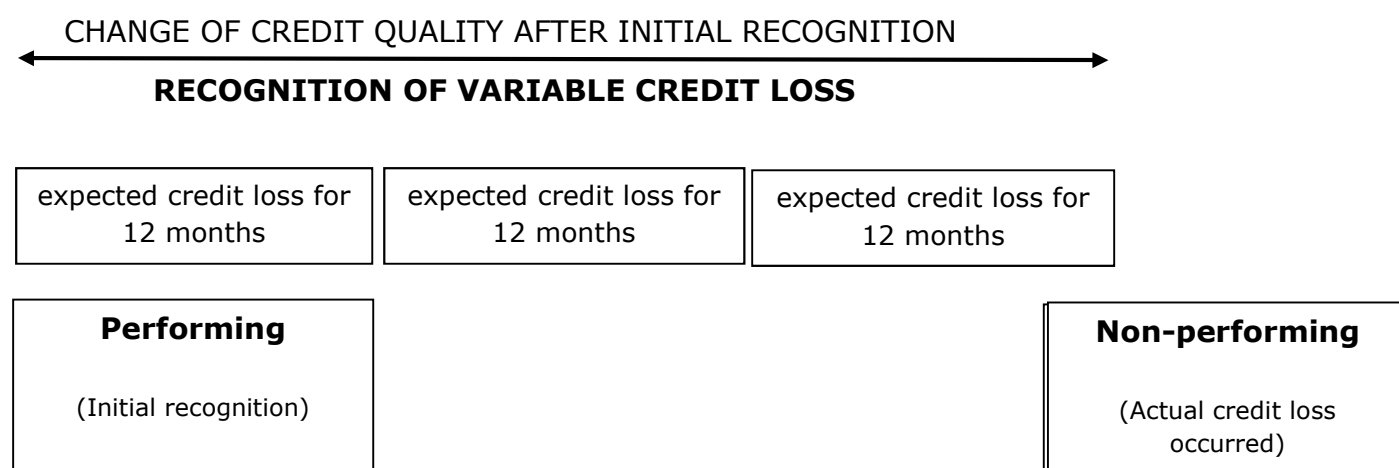 CHANGE OF CREDIT QUALITY AFTER INITIAL RECOGNITION
RECOGNITION OF VARIABLE CREDIT LOSS
expected credit loss for
12 months
expected credit loss for
12 months
expected credit loss for
12 months
Performing
(Initial recognition)
Non-performing
(Actual credit loss
occurred)